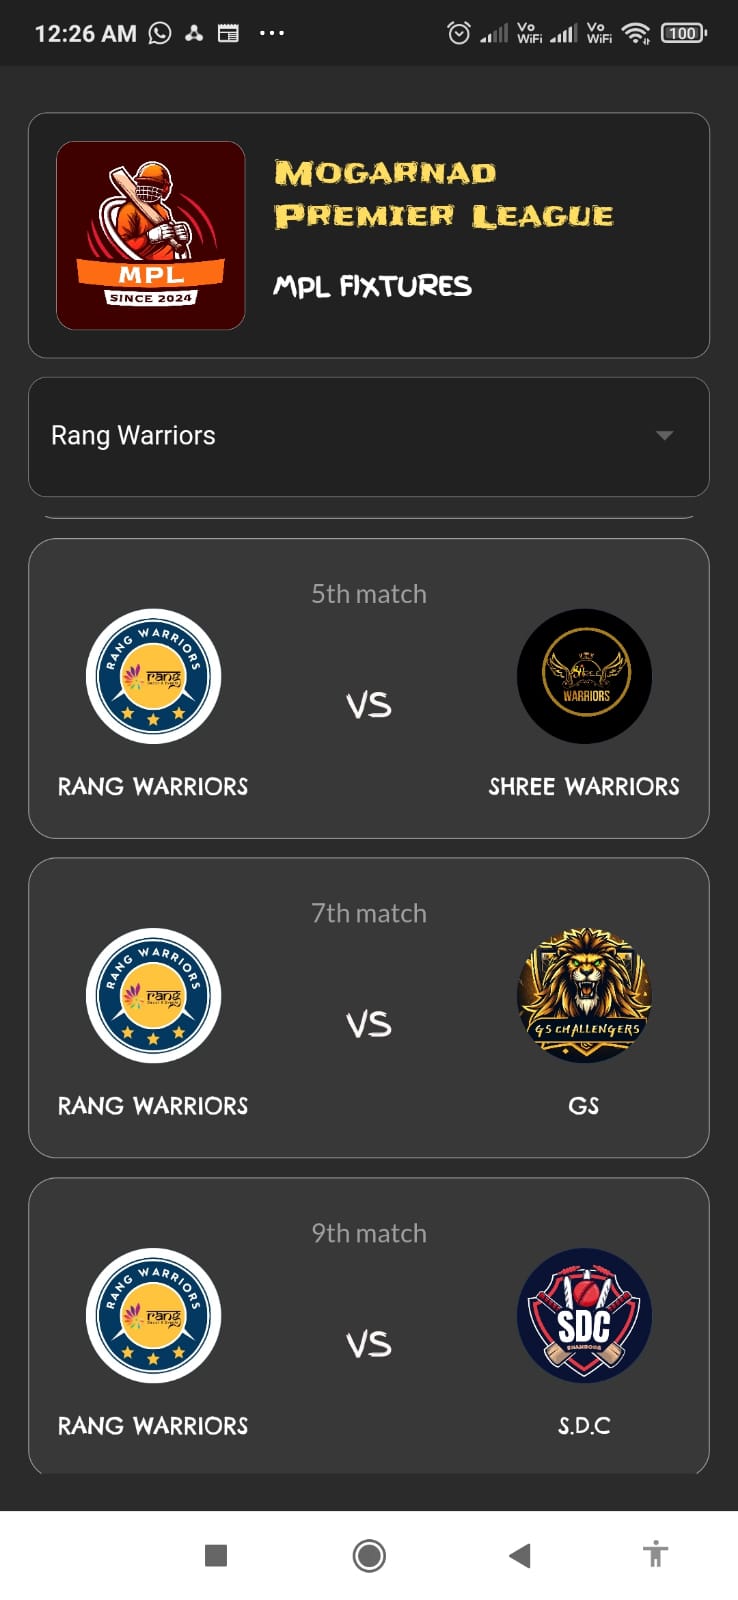 12:26 AM
Vo
WiFi
Vo
WiFi
100
MOGARNAD
PREMIER LEAGUE
MPL
SINCE 2024
MPL FIXTURES
Rang Warriors
5th match
RANG WARRIORS
rang
WARRIORS
VS
RANG WARRIORS
SHREE WARRIORS
7th match
RANG WARRIORS
rang
GS CHALLENGERS
VS
RANG WARRIORS
GS
9th match
RANG WARRIORS
rang
SDC
VS
RANG WARRIORS
S.D.C